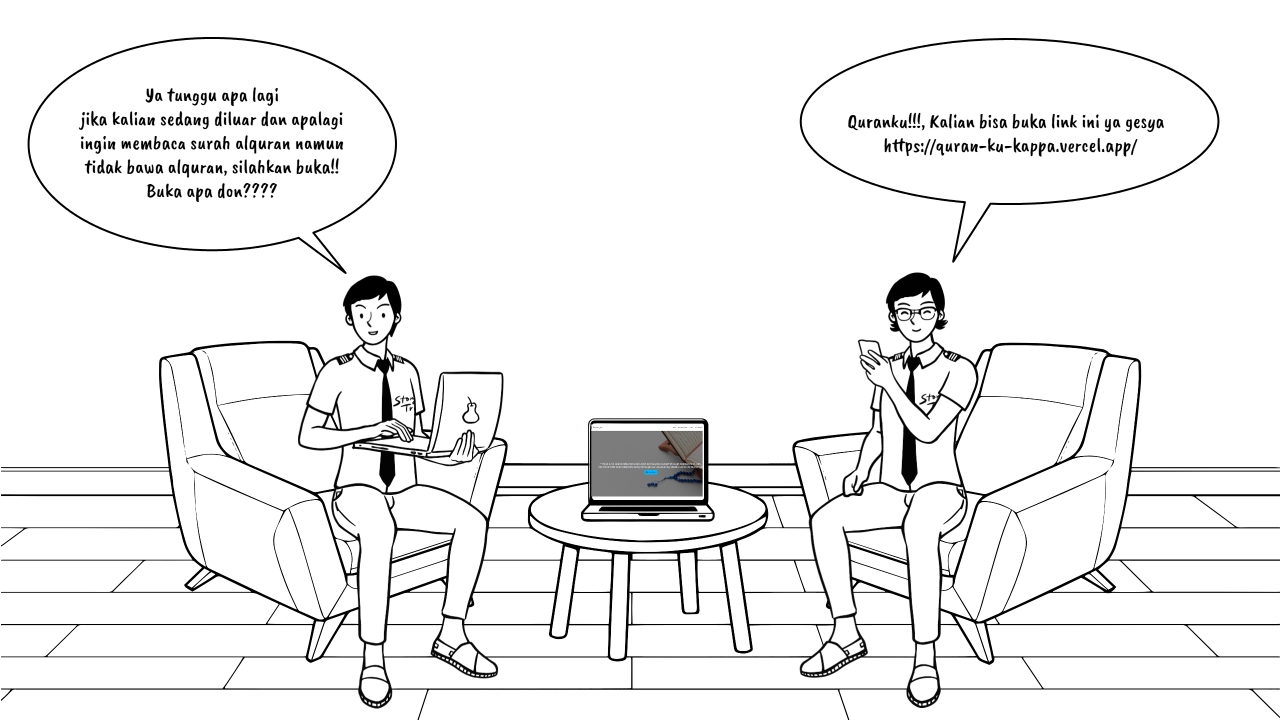 Ya tunggu apa lagi
jika kalian sedang diluar dan apalagi
ingin membaca surah alquran namun
tidak bawa alquran, silahkan buka!!
Buka apa don????
Quranku!!!, Kalian bisa buka link ini ya gesya
https://quran-ku-kappa.vercel.app/